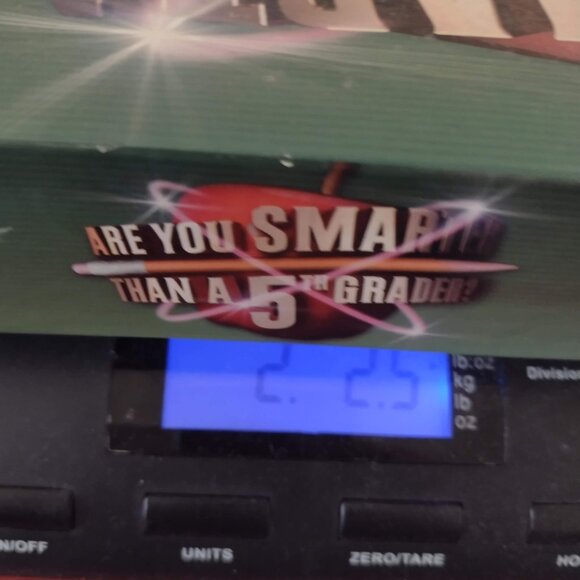 ARE YOU SMARTER
THAN A 5TH GRADER?
2. 2.5
lb:oz
kg
lb
oz
Division
N/OFF
UNITS
ZERO/TARE
HO